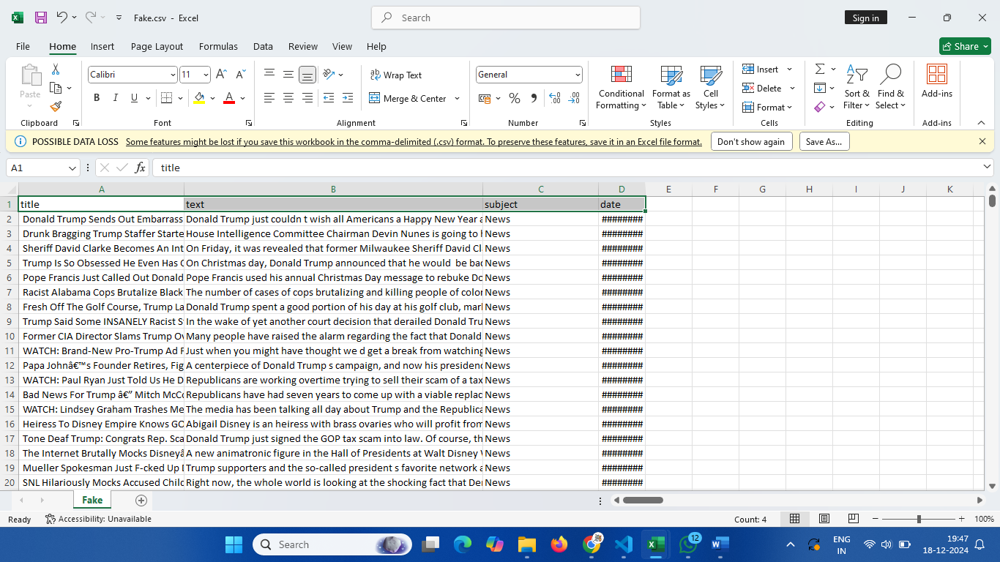 Fake.csv - Excel
Search
Sign in
File Home Insert Page Layout Formulas Data Review View Help
Share
Paste
Clipboard
Calibri 11
B I U
Font
Wrap Text
Merge & Center
Alignment
General
Number
Conditional Formatting
Format as Table
Cell Styles
Styles
Insert
Delete
Format
Cells
Sort & Filter
Find & Select
Editing
Add-ins
Add-ins
POSSIBLE DATA LOSS Some features might be lost if you save this workbook in the comma-delimited (.csv) format. To preserve these features, save it in an Excel file format. Don't show again Save As...
A1 fx title
A B C D E F G H I J K
1 title text subject date
2 Donald Trump Sends Out Embarrass Donald Trump just couldn t wish all Americans a Happy New Year a News ########
3 Drunk Bragging Trump Staffer Starte House Intelligence Committee Chairman Devin Nunes is going to h News ########
4 Sheriff David Clarke Becomes An Int On Friday, it was revealed that former Milwaukee Sheriff David Cl News ########
5 Trump Is So Obsessed He Even Has O On Christmas day, Donald Trump announced that he would be bac News ########
6 Pope Francis Just Called Out Donald Pope Francis used his annual Christmas Day message to rebuke Do News ########
7 Racist Alabama Cops Brutalize Black The number of cases of cops brutalizing and killing people of color News ########
8 Fresh Off The Golf Course, Trump La Donald Trump spent a good portion of his day at his golf club, mark News ########
9 Trump Said Some INSANELY Racist St In the wake of yet another court decision that derailed Donald Tru News ########
10 Former CIA Director Slams Trump Ov Many people have raised the alarm regarding the fact that Donald News ########
11 WATCH: Brand-New Pro-Trump Ad F Just when you might have thought we d get a break from watching News ########
12 Papa Johnâ€™s Founder Retires, Fig A centerpiece of Donald Trump s campaign, and now his presidenc News ########
13 WATCH: Paul Ryan Just Told Us He D Republicans are working overtime trying to sell their scam of a tax News ########
14 Bad News For Trump â€” Mitch McCo Republicans have had seven years to come up with a viable replac News ########
15 WATCH: Lindsey Graham Trashes Me The media has been talking all day about Trump and the Republica News ########
16 Heiress To Disney Empire Knows GO Abigail Disney is an heiress with brass ovaries who will profit from News ########
17 Tone Deaf Trump: Congrats Rep. Sca Donald Trump just signed the GOP tax scam into law. Of course, th News ########
18 The Internet Brutally Mocks Disneyâ A new animatronic figure in the Hall of Presidents at Walt Disney W News ########
19 Mueller Spokesman Just F-cked Up D Trump supporters and the so-called president s favorite network a News ########
20 SNL Hilariously Mocks Accused Child Right now, the whole world is looking at the shocking fact that Der News ########
Fake
Ready Accessibility: Unavailable Count: 4 100%
Search
12
ENG
IN
19:47
18-12-2024